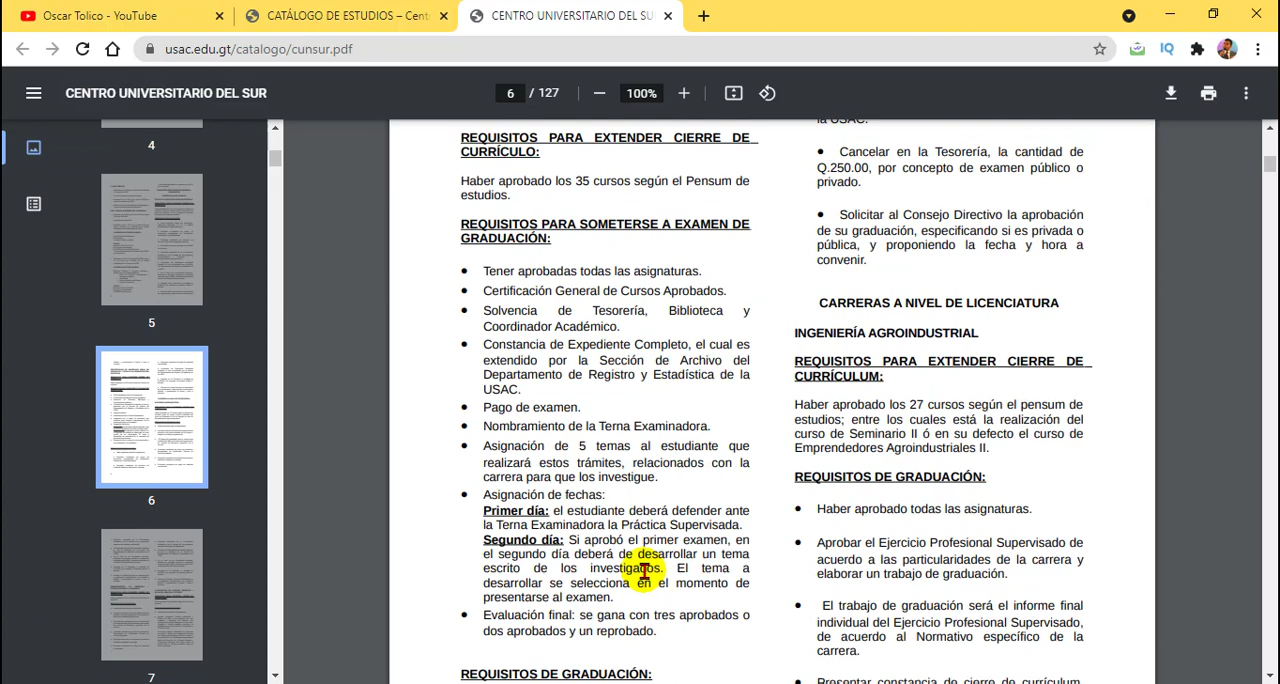 Oscar Tolico - YouTube
CATÁLOGO DE ESTUDIOS – Cent
CENTRO UNIVERSITARIO DEL SU
usac.edu.gt/catalogo/cunsur.pdf
IQ
CENTRO UNIVERSITARIO DEL SUR
6 / 127
100%
4
5
6
7
REQUISITOS PARA EXTENDER CIERRE DE
CURRÍCULO:
Haber aprobado los 35 cursos según el Pensum de
estudios.
REQUISITOS PARA SOMETERSE A EXAMEN DE
GRADUACIÓN:
• Tener aprobadas todas las asignaturas.
• Certificación General de Cursos Aprobados.
• Solvencia de Tesorería, Biblioteca y
Coordinador Académico.
• Constancia de Expediente Completo, el cual es
extendido por la Sección de Archivo del
Departamento de Registro y Estadística de la
USAC.
• Pago de examen.
• Nombramiento de la Terna Examinadora.
• Asignación de 5 temas al estudiante que
realizará estos trámites, relacionados con la
carrera para que los investigue.
• Asignación de fechas:
Primer día: el estudiante deberá defender ante
la Terna Examinadora la Práctica Supervisada.
Segundo día: Si aprobó el primer examen, en
el segundo día deberá de desarrollar un tema
escrito de los investigados. El tema a
desarrollar se selecciona en el momento de
presentarse al examen.
• Evaluación final: se gana con tres aprobados o
dos aprobados y un reprobado.
REQUISITOS DE GRADUACIÓN:
la USAC.
• Cancelar en la Tesorería, la cantidad de
Q.250.00, por concepto de examen público o
privado.
• Solicitar al Consejo Directivo la aprobación
de su graduación, especificando si es privada o
pública, y proponiendo la fecha y hora a
convenir.
CARRERAS A NIVEL DE LICENCIATURA
INGENIERÍA AGROINDUSTRIAL
REQUISITOS PARA EXTENDER CIERRE DE
CURRÍCULUM:
Haber aprobado los 27 cursos según el pensum de
estudios; entre los cuales está la realización del
curso de Seminario II ó en su defecto el curso de
Emprendedores Agroindustriales II.
REQUISITOS DE GRADUACIÓN:
• Haber aprobado todas las asignaturas.
• Aprobar el Ejercicio Profesional Supervisado de
acuerdo a las particularidades de la carrera y
elaborar un trabajo de graduación.
• El trabajo de graduación será el informe final
individual del Ejercicio Profesional Supervisado,
de acuerdo al Normativo específico de la
carrera.
• Presentar constancia de cierre de currículum,